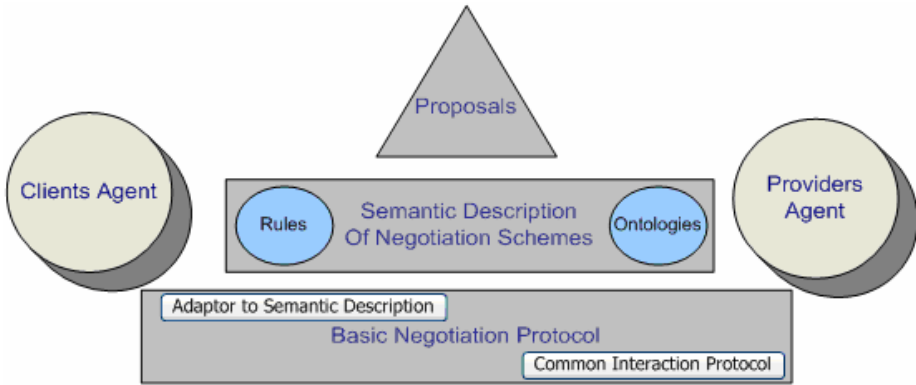 Proposals
Clients Agent
Providers
Agent
Rules
Semantic Description
Of Negotiation Schemes
Ontologies
Adaptor to Semantic Description
Basic Negotiation Protocol
Common Interaction Protocol